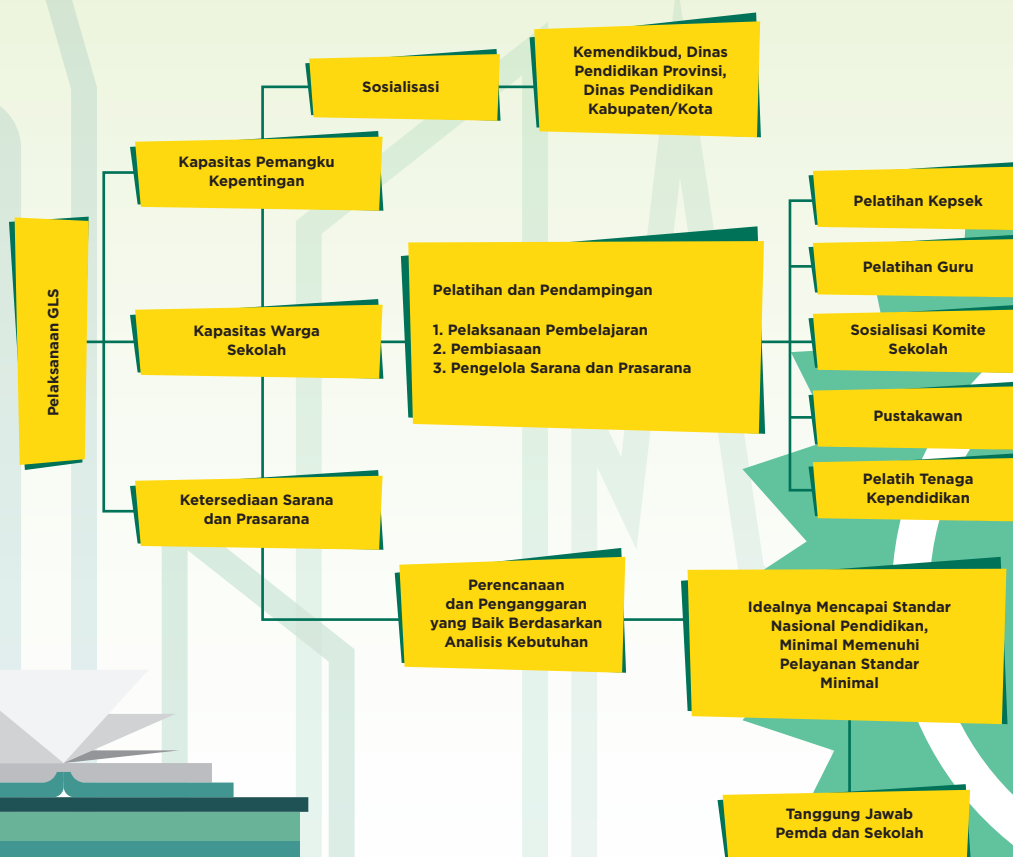 Pelaksanaan GLS
Kapasitas Pemangku
Kepentingan
Sosialisasi
Kemendikbud, Dinas
Pendidikan Provinsi,
Dinas Pendidikan
Kabupaten/Kota
Kapasitas Warga
Sekolah
Pelatihan dan Pendampingan
1. Pelaksanaan Pembelajaran
2. Pembiasaan
3. Pengelola Sarana dan Prasarana
Pelatihan Kepsek
Pelatihan Guru
Sosialisasi Komite
Sekolah
Pustakawan
Pelatih Tenaga
Kependidikan
Ketersediaan Sarana
dan Prasarana
Perencanaan
dan Penganggaran
yang Baik Berdasarkan
Analisis Kebutuhan
Idealnya Mencapai Standar
Nasional Pendidikan,
Minimal Memenuhi
Pelayanan Standar
Minimal
Tanggung Jawab
Pemda dan Sekolah